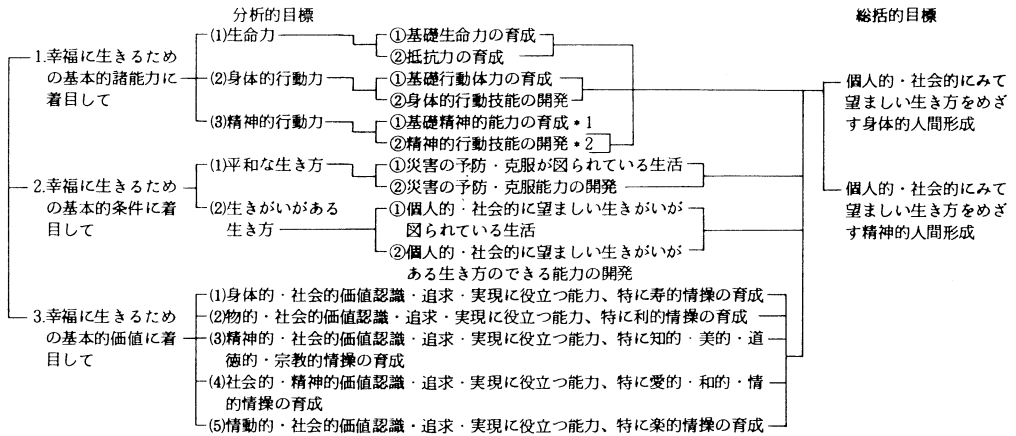 分析的目標
総括的目標
1.幸福に生きるため
の基本的諸能力に
着目して
(1)生命力
①基礎生命力の育成
②抵抗力の育成
(2)身体的行動力
①基礎行動体力の育成
②身体的行動技能の開発
(3)精神的行動力
①基礎精神的能力の育成*1
②精神的行動技能の開発*2
2.幸福に生きるため
の基本的条件に着
目して
(1)平和な生き方
①災害の予防・克服が図られている生活
②災害の予防・克服能力の開発
(2)生きがいがある
生き方
①個人的・社会的に望ましい生きがいが
図られている生活
②個人的・社会的に望ましい生きがいが
ある生き方のできる能力の開発
3.幸福に生きるため
の基本的価値に着
目して
(1)身体的・社会的価値認識・追求・実現に役立つ能力、特に寿的情操の育成
(2)物的・社会的価値認識・追求・実現に役立つ能力、特に利的情操の育成
(3)精神的・社会的価値認識・追求・実現に役立つ能力、特に知的・美的・道
徳的・宗教的情操の育成
(4)社会的・精神的価値認識・追求・実現に役立つ能力、特に愛的・和的・情
的情操の育成
(5)情動的・社会的価値認識・追求・実現に役立つ能力、特に楽的情操の育成
個人的・社会的にみて
望ましい生き方をめざ
す身体的人間形成
個人的・社会的にみて
望ましい生き方をめざ
す精神的人間形成